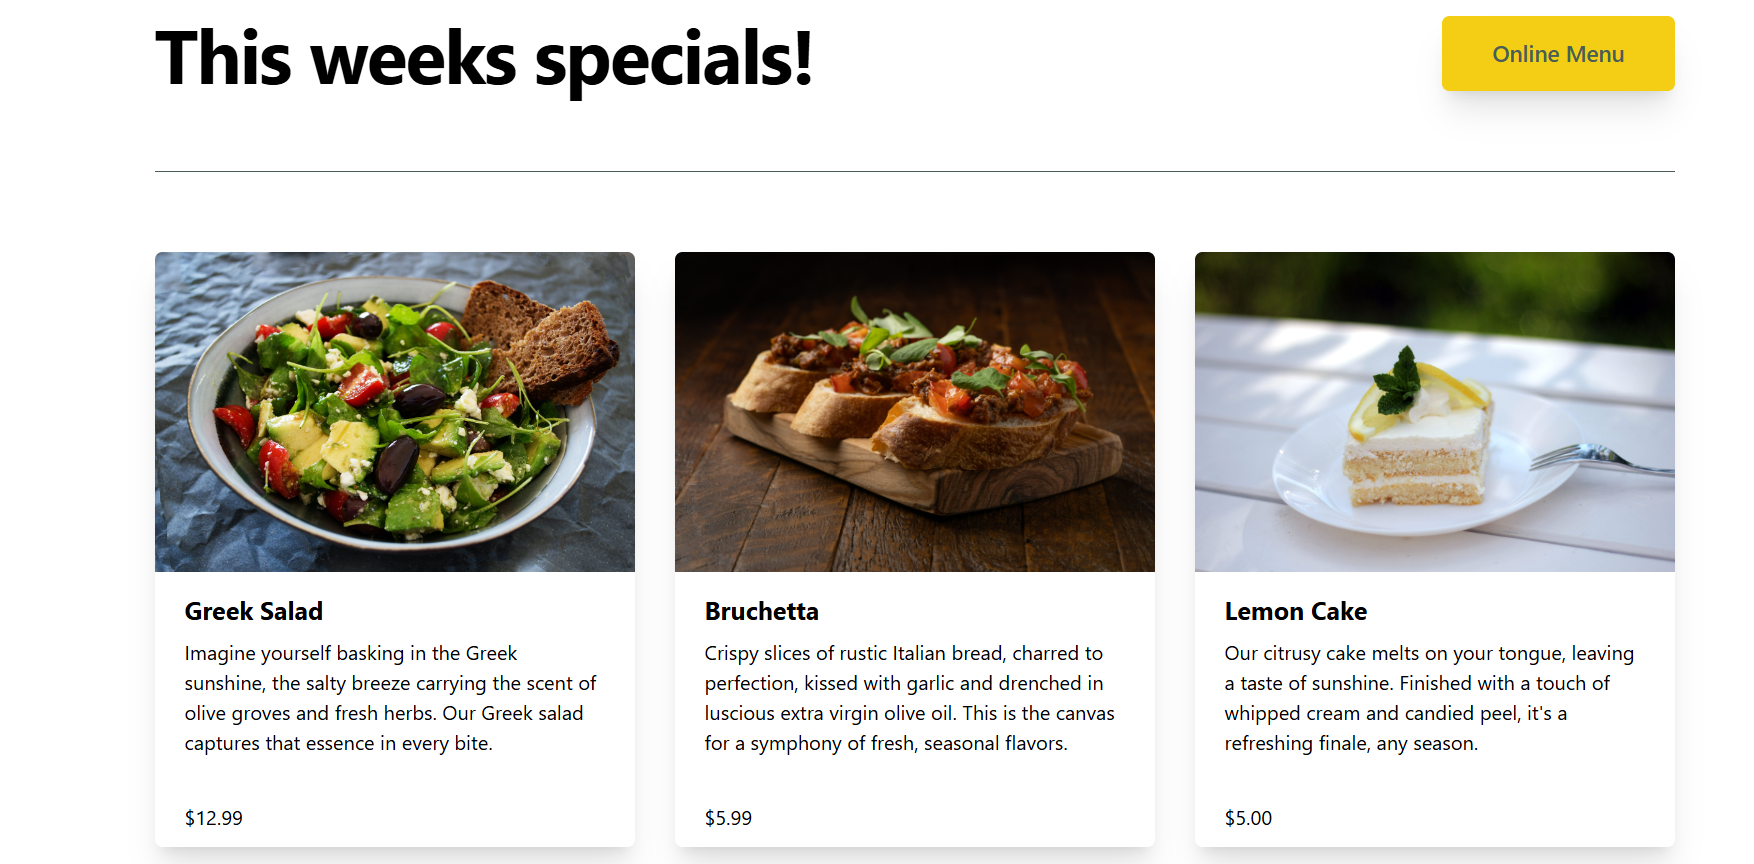 This weeks specials!
Online Menu
Greek Salad
Imagine yourself basking in the Greek
sunshine, the salty breeze carrying the scent of
olive groves and fresh herbs. Our Greek salad
captures that essence in every bite.
$12.99
Bruchetta
Crispy slices of rustic Italian bread, charred to
perfection, kissed with garlic and drenched in
luscious extra virgin olive oil. This is the canvas
for a symphony of fresh, seasonal flavors.
$5.99
Lemon Cake
Our citrusy cake melts on your tongue, leaving
a taste of sunshine. Finished with a touch of
whipped cream and candied peel, it's a
refreshing finale, any season.
$5.00